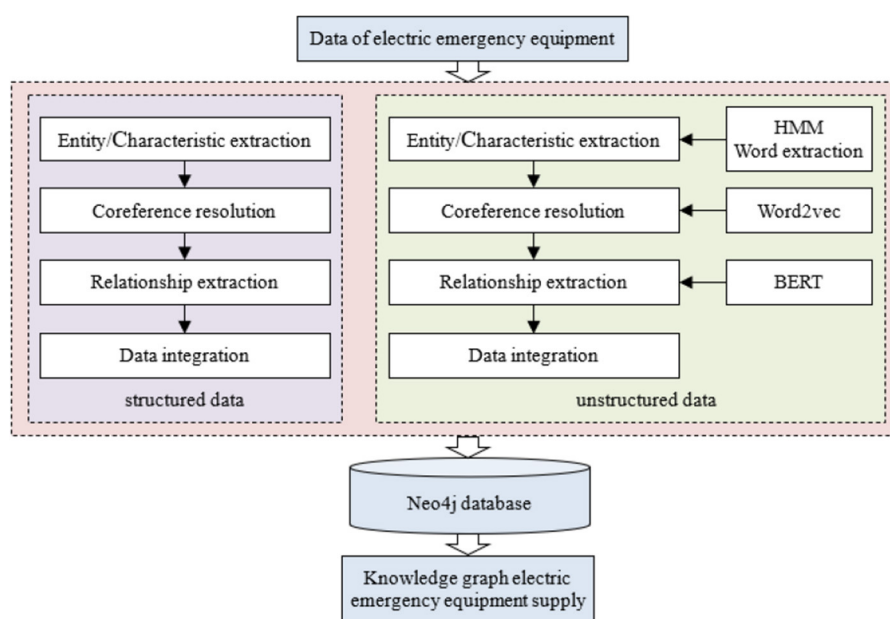 Data of electric emergency equipment
Entity/Characteristic extraction
Coreference resolution
Relationship extraction
Data integration
structured data
Entity/Characteristic extraction
Coreference resolution
Relationship extraction
Data integration
HMM
Word extraction
Word2vec
BERT
unstructured data
Neo4j database
Knowledge graph electric
emergency equipment supply